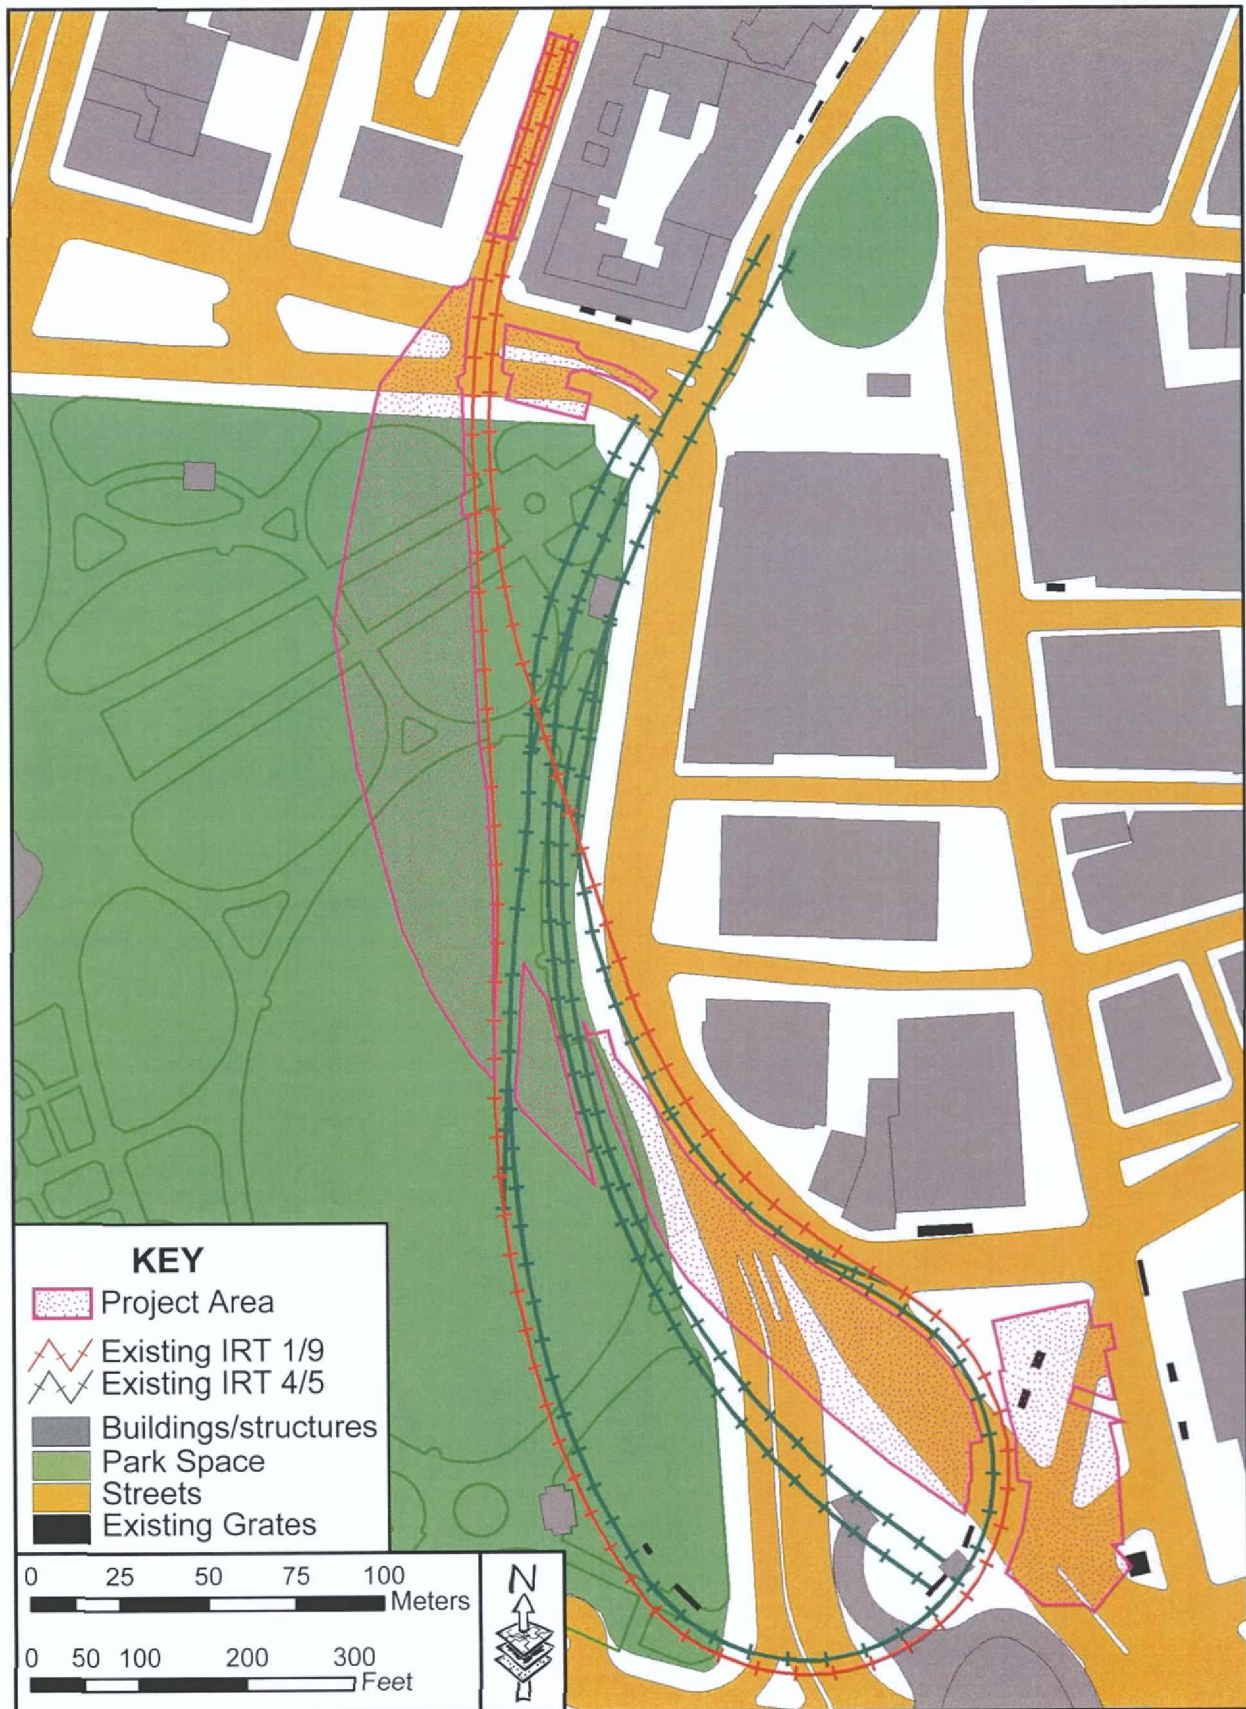 KEY
Project Area
Existing IRT 1/9
Existing IRT 4/5
Buildings/structures
Park Space
Streets
Existing Grates
0 25 50 75 100
Meters
0 50 100 200 300
Feet
N